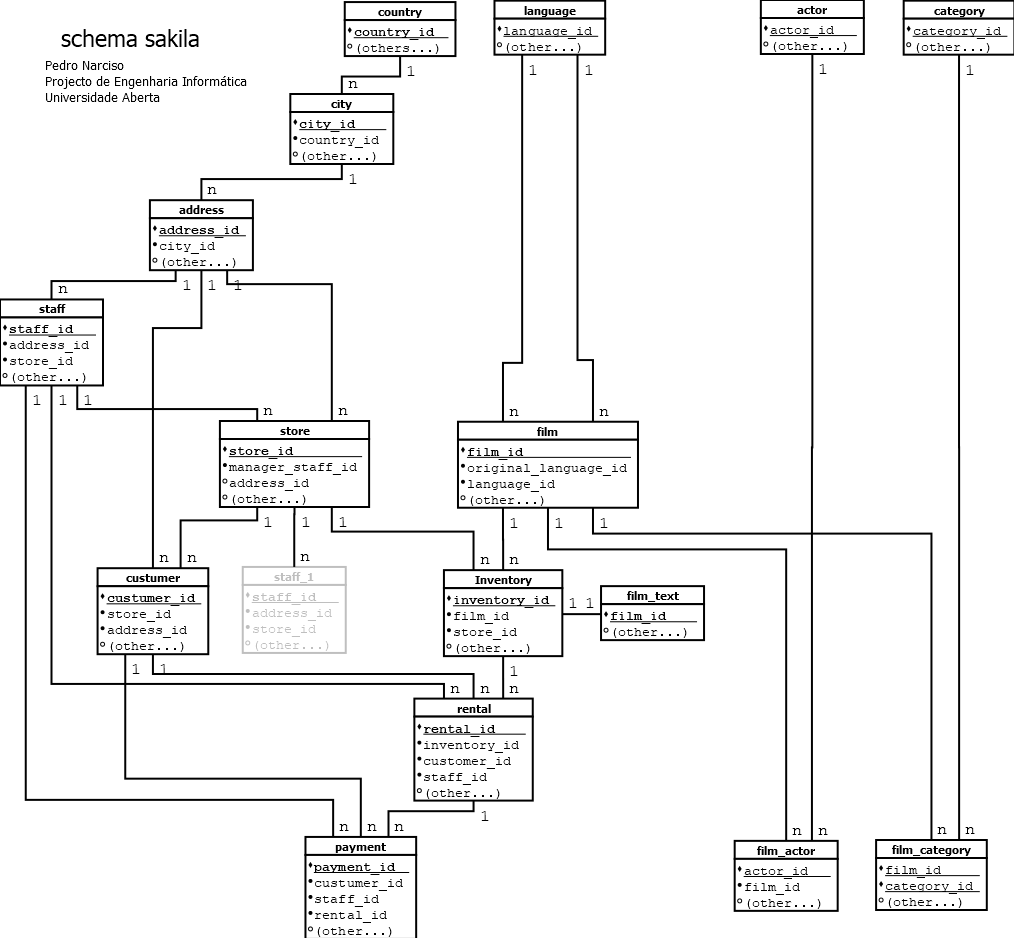 schema sakila
Pedro Narciso
Projecto de Engenharia Informática
Universidade Aberta
country
country_id
(others...)
1
language
language_id
(other...)
1 1
actor
actor_id
(other...)
1
category
category_id
(other...)
1
n
city
city_id
country_id
(other...)
1
n
address
address_id
city_id
(other...)
1 1 1
n
staff
staff_id
address_id
store_id
(other...)
1 1 1
n n
store
store_id
manager_staff_id
address_id
(other...)
1 1 1
n n
film
film_id
original_language_id
language_id
(other...)
1 1 1
n n
custumer
custumer_id
store_id
address_id
(other...)
1 1
n
staff_1
staff_id
address_id
store_id
(other...)
n n
Inventory
inventory_id
film_id
store_id
(other...)
1 1
1
film_text
film_id
(other...)
n n n
rental
rental_id
inventory_id
customer_id
staff_id
(other...)
1
n n n
payment
payment_id
custumer_id
staff_id
rental_id
(other...)
n n
film_actor
actor_id
film_id
(other...)
n n
film_category
film_id
category_id
(other...)